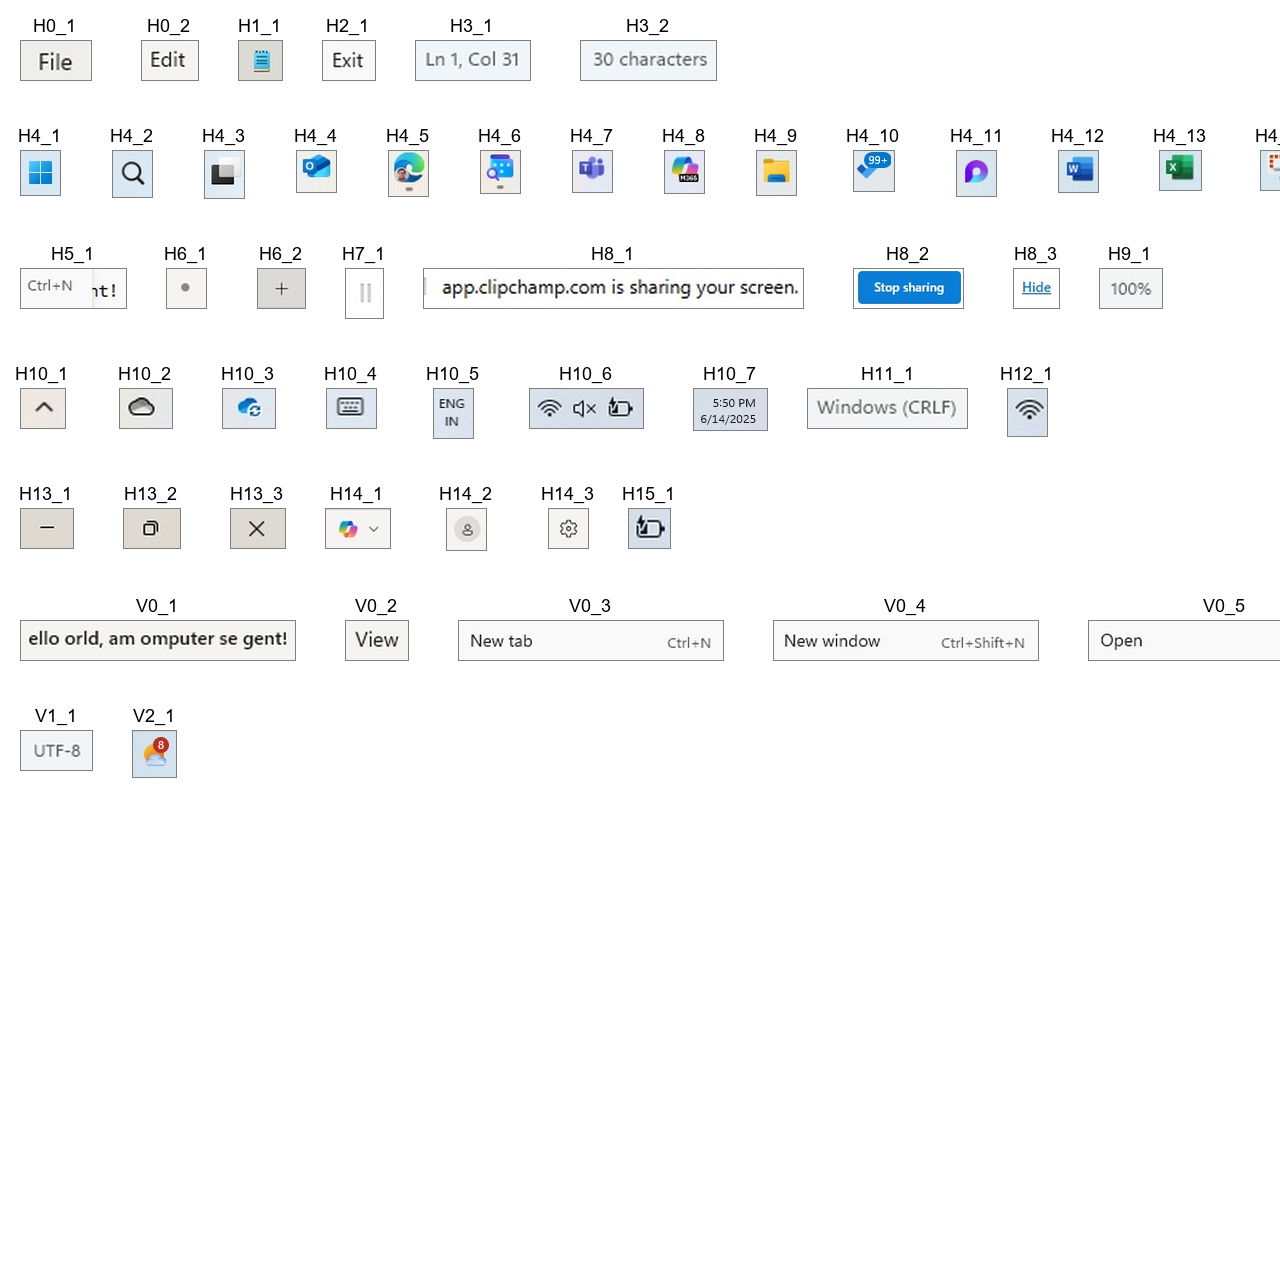 H0_1 H0_2 H1_1 H2_1 H3_1 H3_2
File Edit Exit Ln 1, Col 31 30 characters
H4_1 H4_2 H4_3 H4_4 H4_5 H4_6 H4_7 H4_8 H4_9 H4_10 H4_11 H4_12 H4_13 H4_
M365 99+ W X
H5_1 H6_1 H6_2 H7_1 H8_1 H8_2 H8_3 H9_1
Ctrl+N nt! + app.clipchamp.com is sharing your screen. Stop sharing Hide 100%
H10_1 H10_2 H10_3 H10_4 H10_5 H10_6 H10_7 H11_1 H12_1
ENG 5:50 PM Windows (CRLF)
IN 6/14/2025
H13_1 H13_2 H13_3 H14_1 H14_2 H14_3 H15_1
V0_1 V0_2 V0_3 V0_4 V0_5
ello orld, am omputer se gent! View New tab Ctrl+N New window Ctrl+Shift+N Open
V1_1 V2_1
UTF-8 8